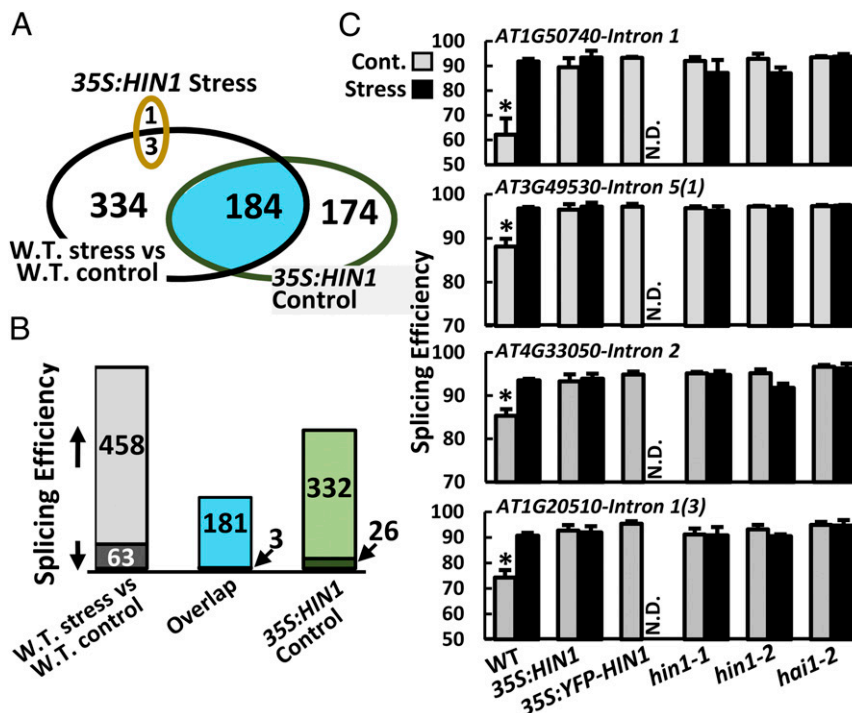 A
35S:HIN1 Stress
1
3
334
184
174
W.T. stress vs
W.T. control
35S:HIN1
Control
B
Splicing Efficiency
458
63
181
3
332
26
W.T. stress vs
W.T. control
Overlap
35S:HIN1
Control
C
Splicing Efficiency
AT1G50740-Intron 1
Cont.
Stress
100
90
80
70
60
50
*
N.D.
AT3G49530-Intron 5(1)
100
90
80
70
*
N.D.
AT4G33050-Intron 2
100
90
80
70
*
N.D.
AT1G20510-Intron 1(3)
100
90
80
70
60
50
*
N.D.
WT
35S:HIN1
35S:YFP-HIN1
hin1-1
hin1-2
hai1-2